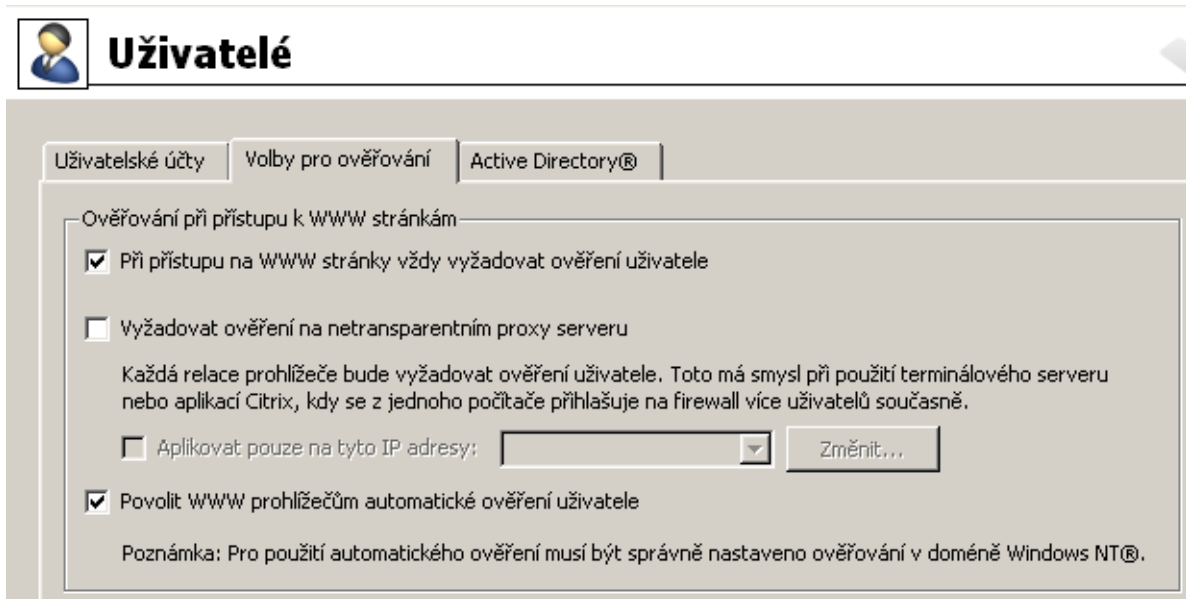 Uživatelé
Uživatelské účty
Volby pro ověřování
Active Directory®
Ověřování při přístupu k WWW stránkám
Při přístupu na WWW stránky vždy vyžadovat ověření uživatele
Vyžadovat ověření na netransparentním proxy serveru
Každá relace prohlížeče bude vyžadovat ověření uživatele. Toto má smysl při použití terminálového serveru
nebo aplikací Citrix, kdy se z jednoho počítače přihlašuje na firewall více uživatelů současně.
Aplikovat pouze na tyto IP adresy:
Změnit...
Povolit WWW prohlížečům automatické ověření uživatele
Poznámka: Pro použití automatického ověření musí být správně nastaveno ověřování v doméně Windows NT®.